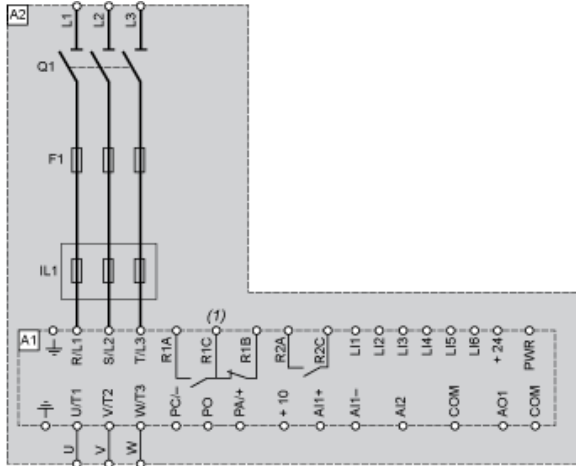 A2
L1 L2 L3
Q1
F1
IL1
(1)
A1
R/L1 S/L2 T/L3 R1A R1C R1B R2A R2C LI1 LI2 LI3 LI4 LI5 LI6 + 24 PWR
U/T1 V/T2 W/T3 PC/– PO PA/+ + 10 AI1+ AI1– AI2 COM AO1 COM
U V W